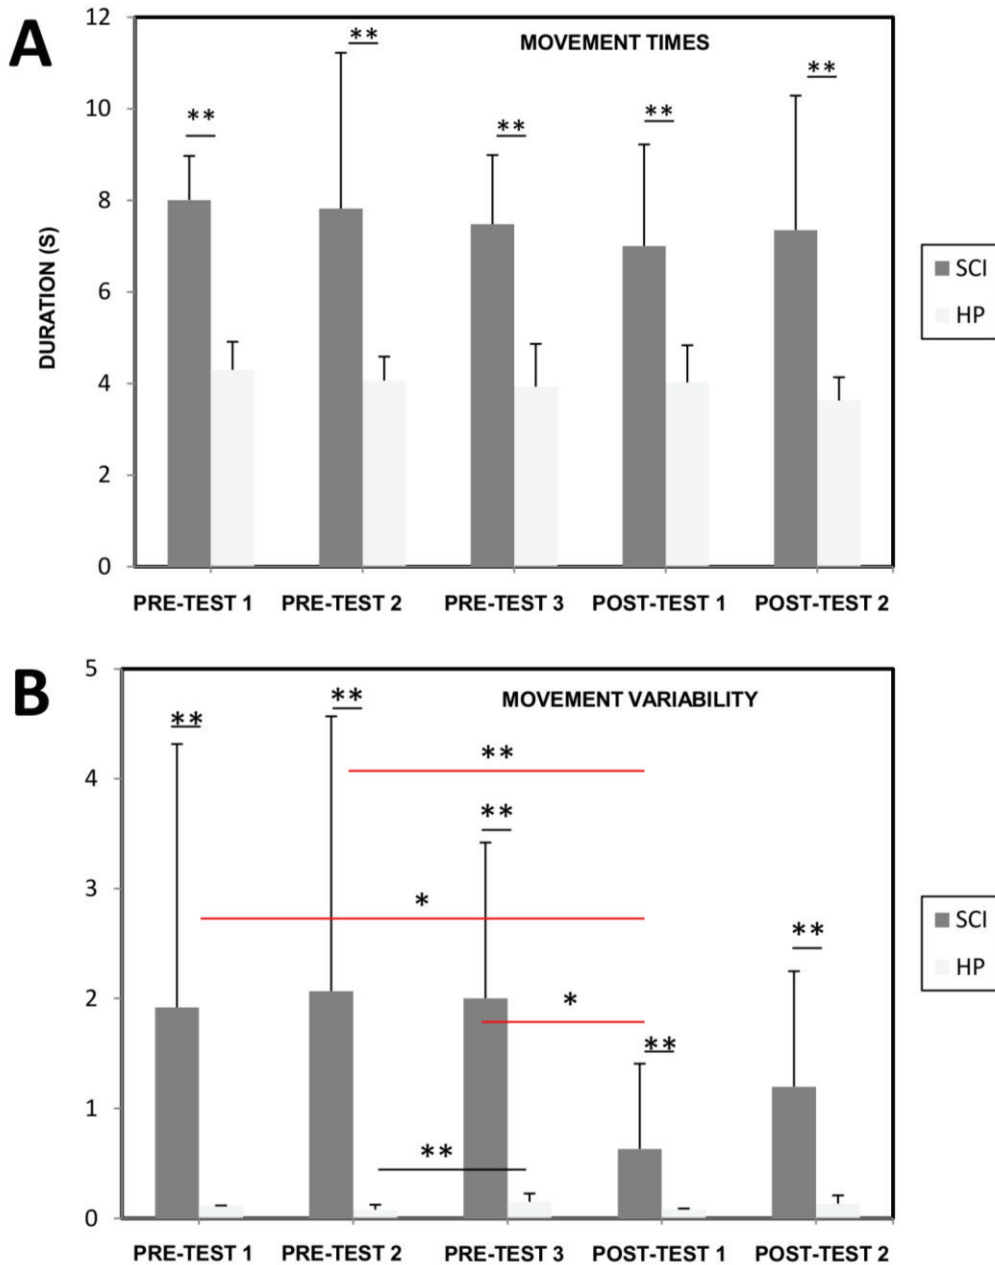 A
MOVEMENT TIMES
DURATION (S)
12
10
8
6
4
2
0
**
**
**
**
**
PRE-TEST 1
PRE-TEST 2
PRE-TEST 3
POST-TEST 1
POST-TEST 2
SCI
HP
B
MOVEMENT VARIABILITY
5
4
3
2
1
0
**
**
**
**
*
**
*
**
**
PRE-TEST 1
PRE-TEST 2
PRE-TEST 3
POST-TEST 1
POST-TEST 2
SCI
HP